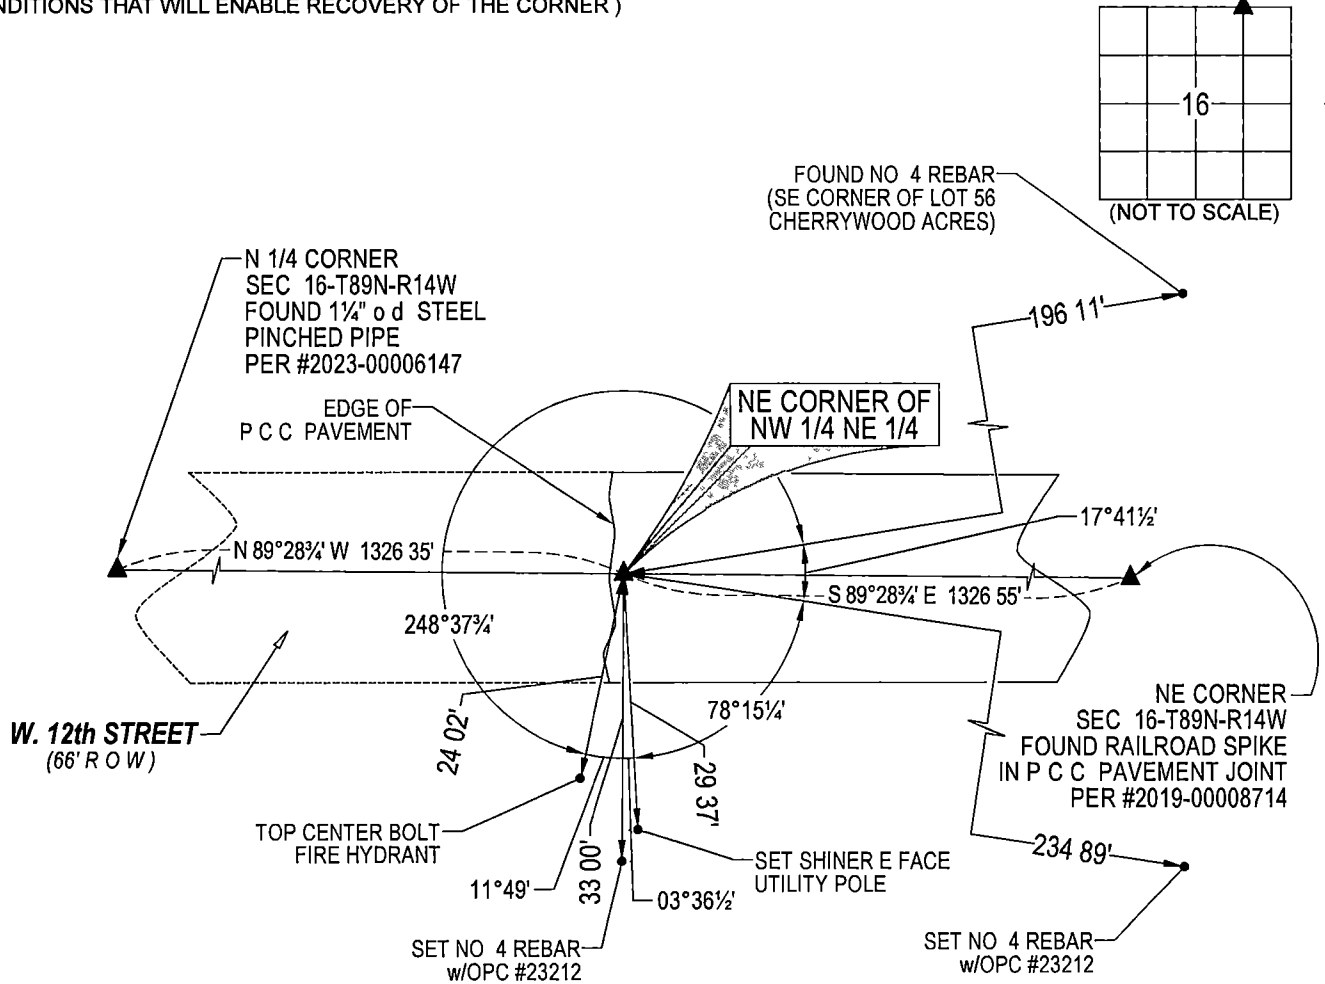 NDITIONS THAT WILL ENABLE RECOVERY OF THE CORNER )
16
(NOT TO SCALE)
FOUND NO 4 REBAR
(SE CORNER OF LOT 56
CHERRYWOOD ACRES)
N 1/4 CORNER
SEC 16-T89N-R14W
FOUND 1¼" o d STEEL
PINCHED PIPE
PER #2023-00006147
196 11'
EDGE OF
P C C PAVEMENT
NE CORNER OF
NW 1/4 NE 1/4
17°41½'
N 89°28¾' W 1326 35'
S 89°28¾' E 1326 55'
248°37¾'
W. 12th STREET
(66' R O W)
24 02'
78°15¼'
29 37'
NE CORNER
SEC 16-T89N-R14W
FOUND RAILROAD SPIKE
IN P C C PAVEMENT JOINT
PER #2019-00008714
TOP CENTER BOLT
FIRE HYDRANT
11°49'
33 00'
03°36½'
SET SHINER E FACE
UTILITY POLE
234 89'
SET NO 4 REBAR
w/OPC #23212
SET NO 4 REBAR
w/OPC #23212